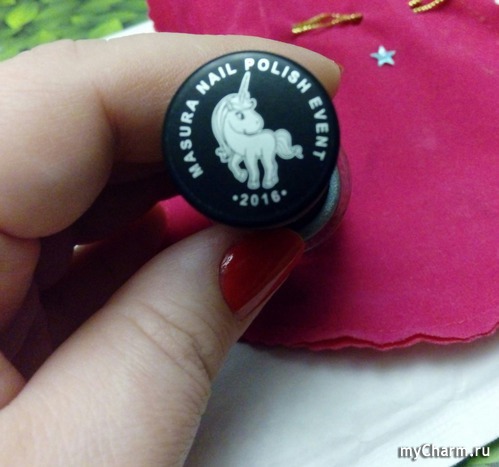 MASURA NAIL POLISH EVENT
•2016•
myCharm.ru